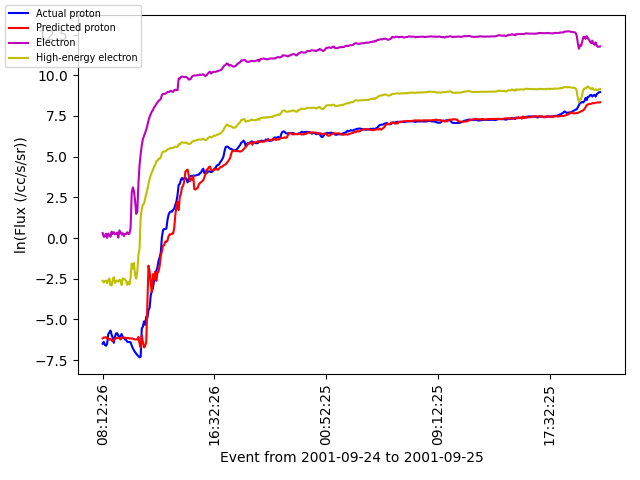 Actual proton
Predicted proton
Electron
High-energy electron
12.5
10.0
7.5
5.0
2.5
0.0
−2.5
−5.0
−7.5
ln(Flux (/cc/s/sr))
08:12:26
16:32:26
00:52:25
09:12:25
17:32:25
Event from 2001-09-24 to 2001-09-25